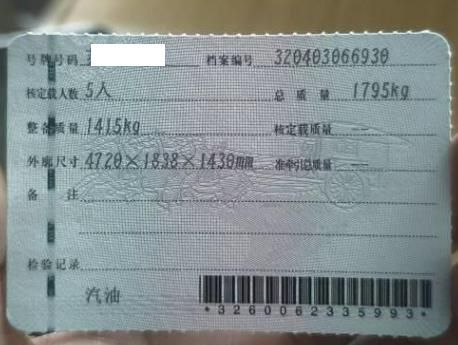 号牌号码 档案编号 320403066930
核定载人数 5人 总质量 1795kg
整备质量 1415kg 核定载质量 --
外廓尺寸 4720×1838×1430mm 准牵引总质量 --
备注
检验记录
汽油
*3260062335993*